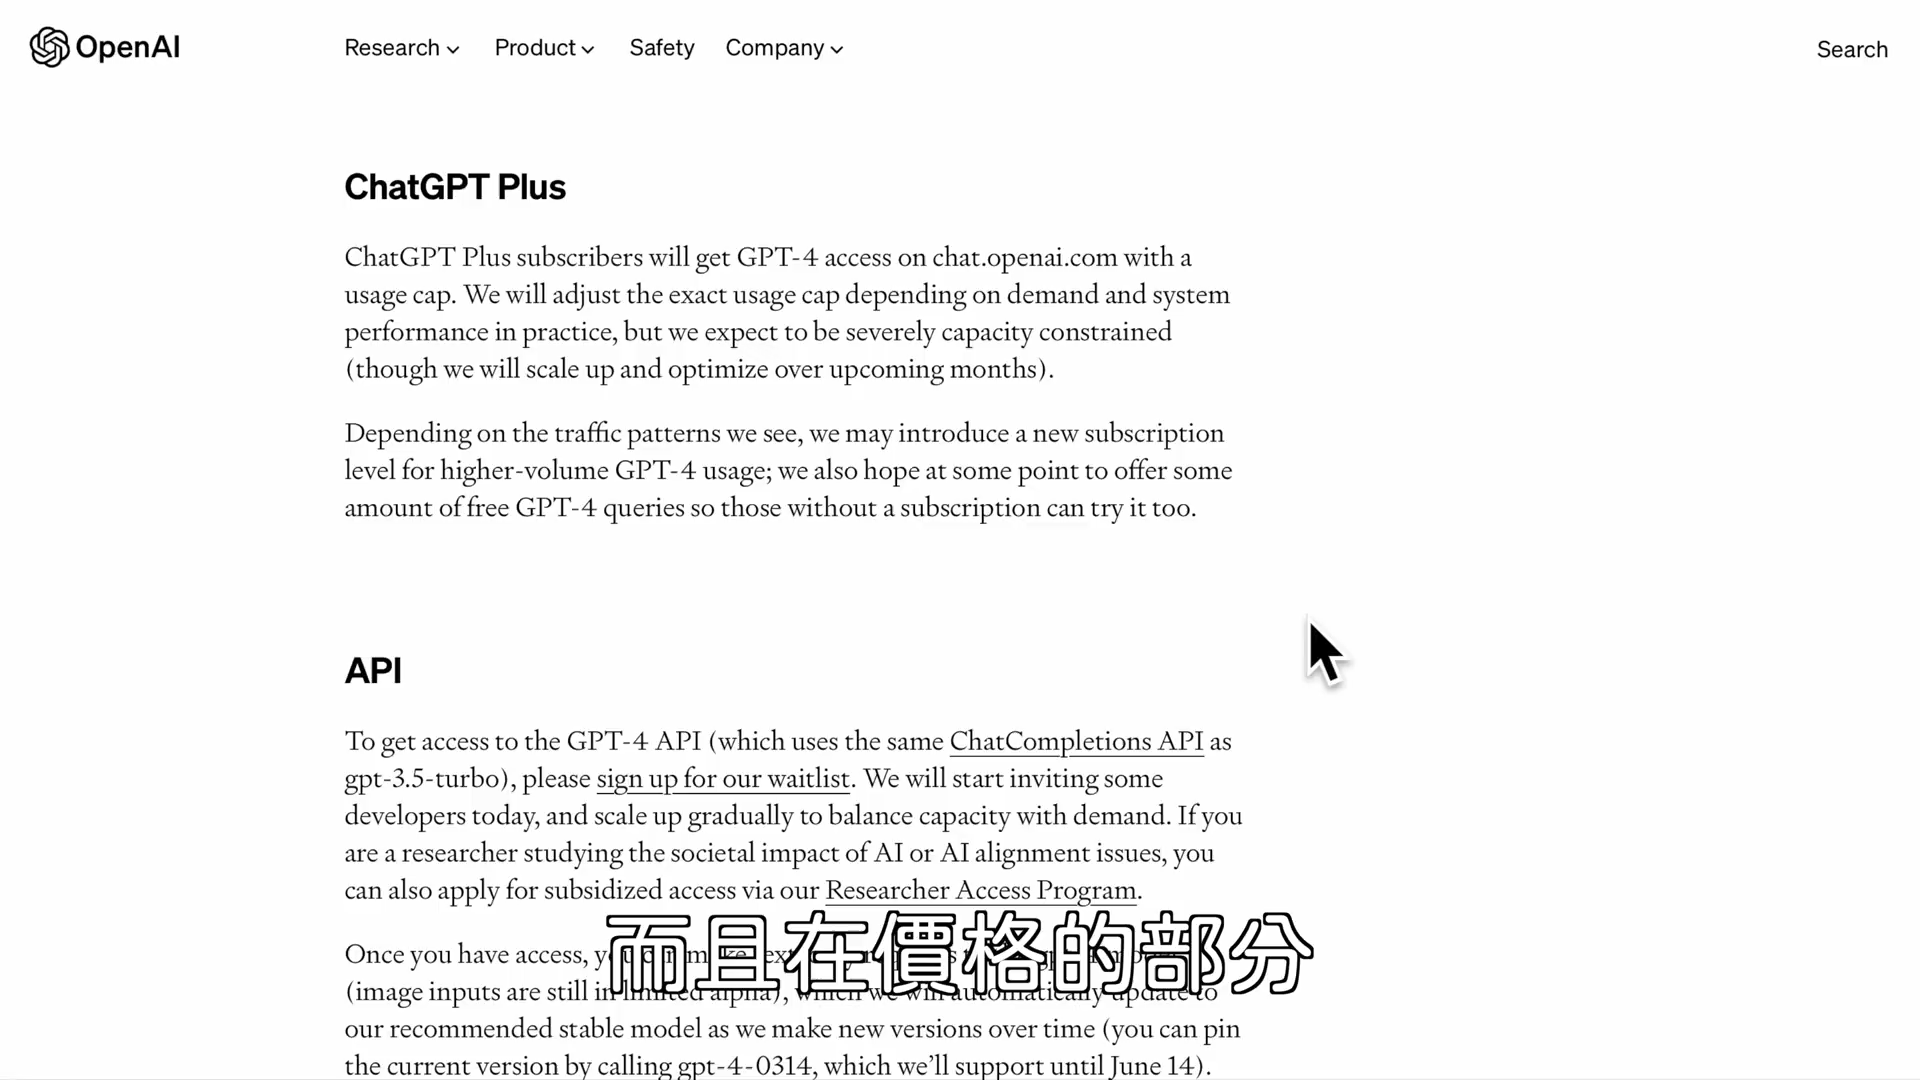 OpenAI
Research
Product
Safety
Company
Search
ChatGPT Plus
ChatGPT Plus subscribers will get GPT-4 access on chat.openai.com with a
usage cap. We will adjust the exact usage cap depending on demand and system
performance in practice, but we expect to be severely capacity constrained
(though we will scale up and optimize over upcoming months).
Depending on the traffic patterns we see, we may introduce a new subscription
level for higher-volume GPT-4 usage; we also hope at some point to offer some
amount of free GPT-4 queries so those without a subscription can try it too.
API
To get access to the GPT-4 API (which uses the same ChatCompletions API as
gpt-3.5-turbo), please sign up for our waitlist. We will start inviting some
developers today, and scale up gradually to balance capacity with demand. If you
are a researcher studying the societal impact of AI or AI alignment issues, you
can also apply for subsidized access via our Researcher Access Program.
Once you have access,
(image inputs are still in limited alpha), which we will automatically update to
our recommended stable model as we make new versions over time (you can pin
the current version by calling gpt-4-0314, which we’ll support until June 14).
而且在價格的部分